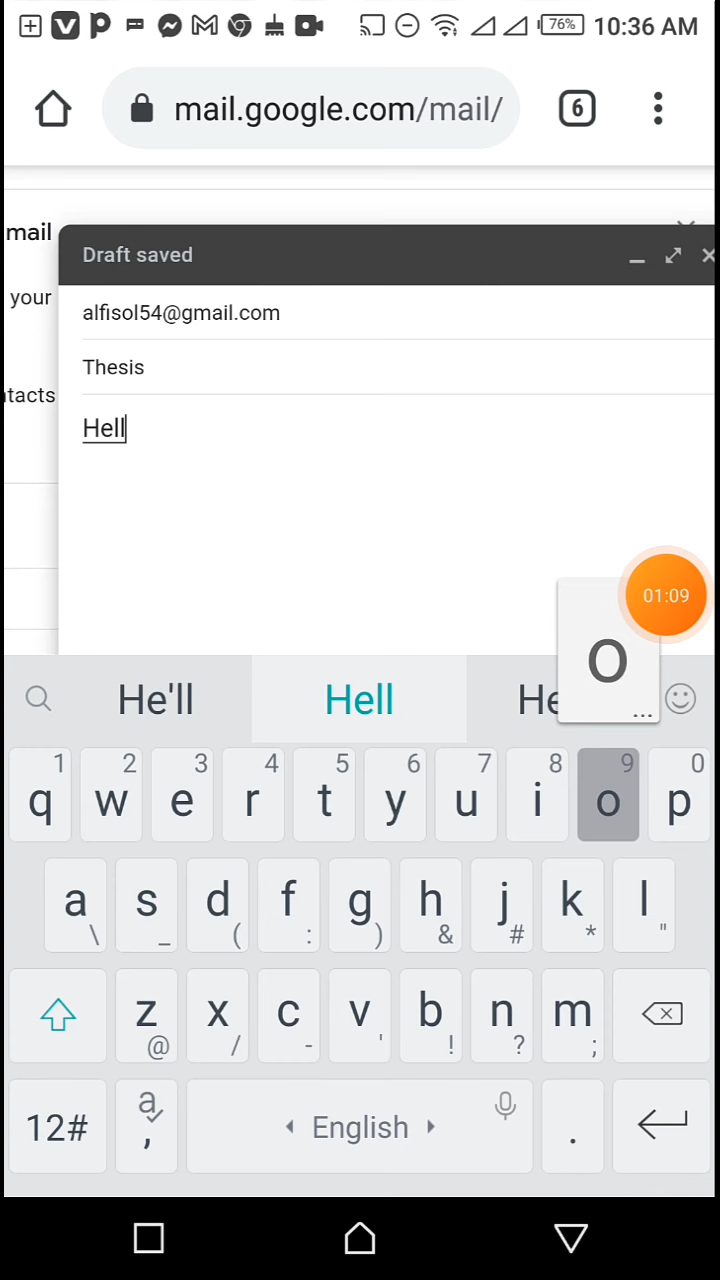 76% 10:36 AM
mail.google.com/mail/ 6
mail
Draft saved
your
alfisol54@gmail.com
Thesis
Hell
01:09
o
...
He'll Hell He
1 2 3 4 5 6 7 8 9 0
q w e r t y u i o p
a s d f g h j k l
\ _ ( : ) & # * "
z x c v b n m
@ / - ' ! ? ;
12# a , English .